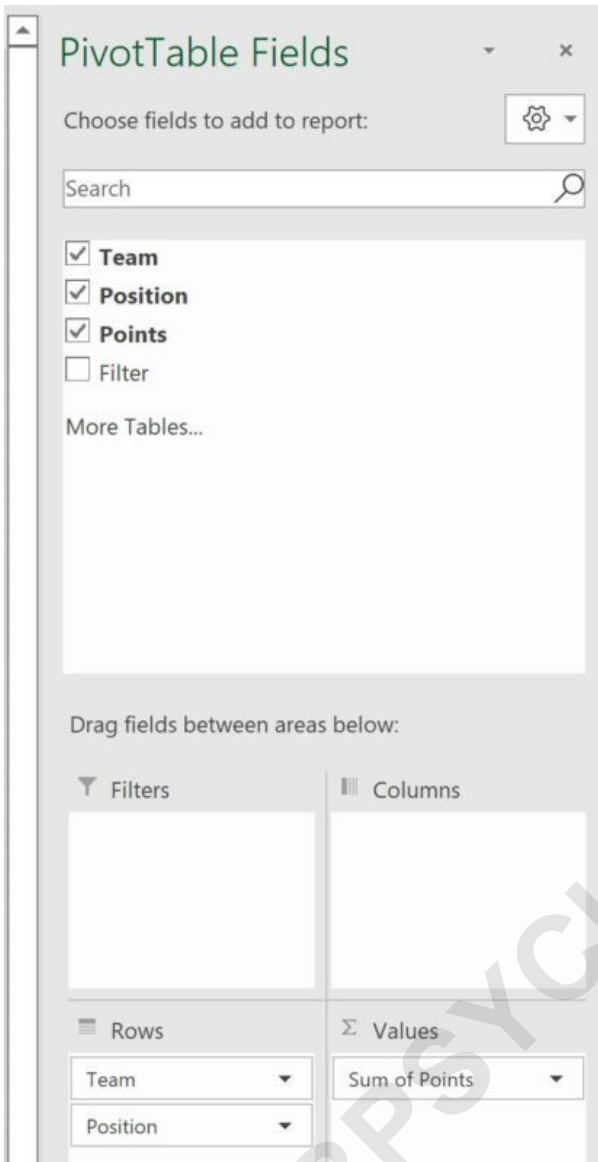 PivotTable Fields
Choose fields to add to report:
Search
Team
Position
Points
Filter
More Tables...
Drag fields between areas below:
Filters
Columns
Rows
Values
Team
Sum of Points
Position